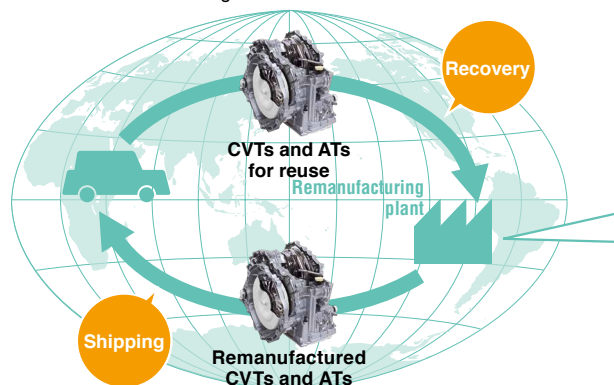 Recovery
CVTs and ATs
for reuse
Remanufacturing
plant
Shipping
Remanufactured
CVTs and ATs